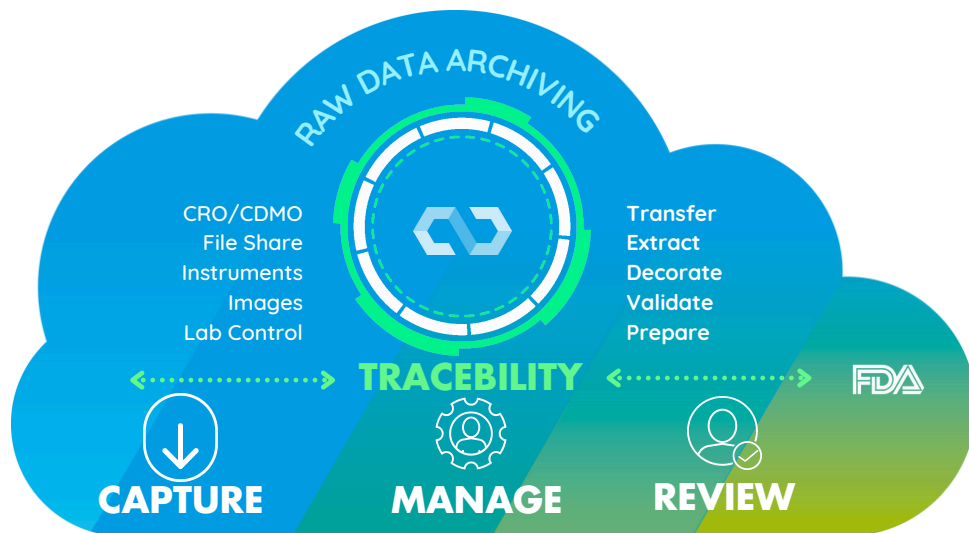 RAW DATA ARCHIVING
CRO/CDMO
File Share
Instruments
Images
Lab Control
Transfer
Extract
Decorate
Validate
Prepare
TRACEBILITY
FDA
CAPTURE
MANAGE
REVIEW